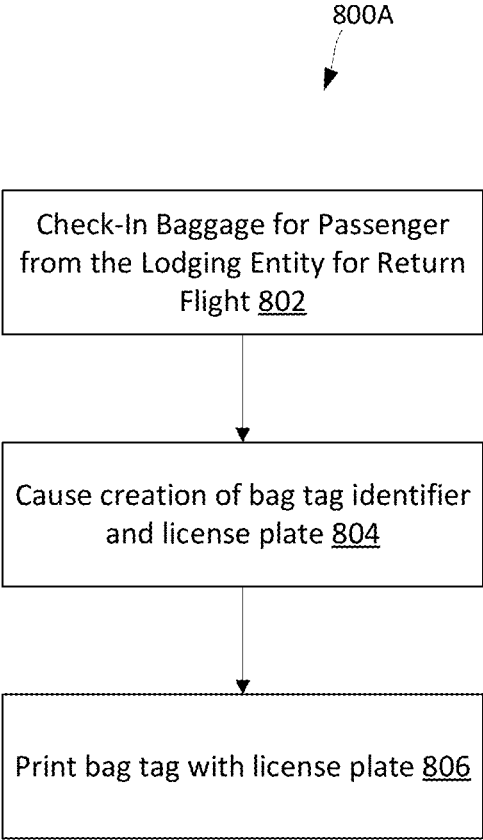 800A
Check-In Baggage for Passenger
from the Lodging Entity for Return
Flight 802
Cause creation of bag tag identifier
and license plate 804
Print bag tag with license plate 806